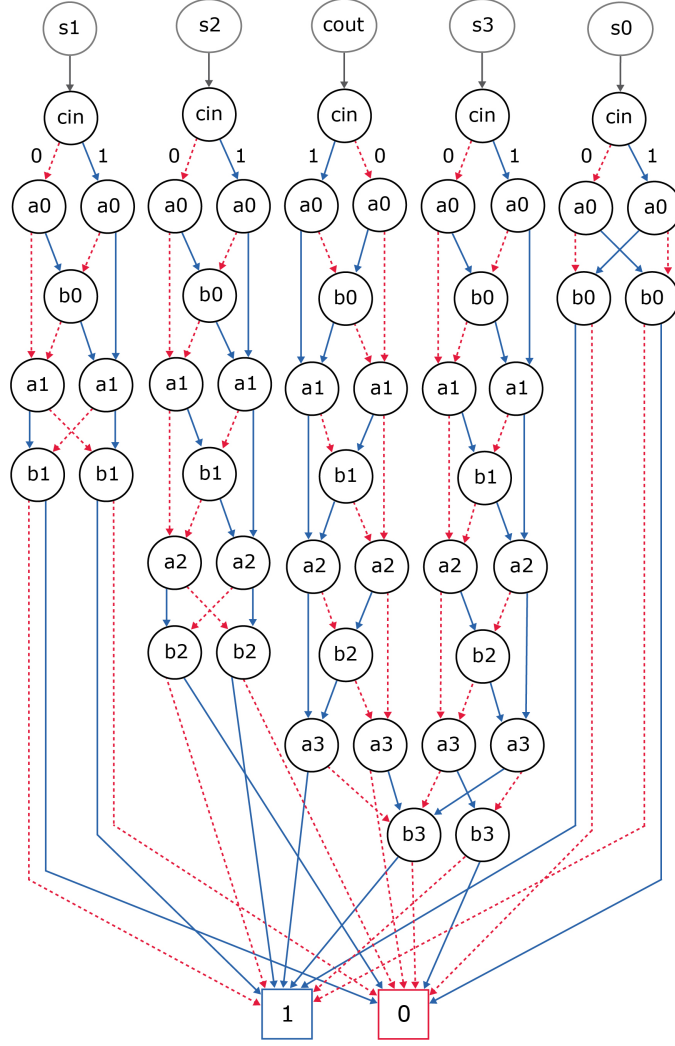 s1 s2 cout s3 s0
cin cin cin cin cin
0 1 0 1 1 0 0 1 0 1
a0 a0 a0 a0 a0 a0 a0 a0 a0 a0
b0 b0 b0 b0 b0 b0
a1 a1 a1 a1 a1 a1 a1 a1
b1 b1 b1 b1 b1
a2 a2 a2 a2 a2 a2
b2 b2 b2 b2
a3 a3 a3 a3
b3 b3
1 0